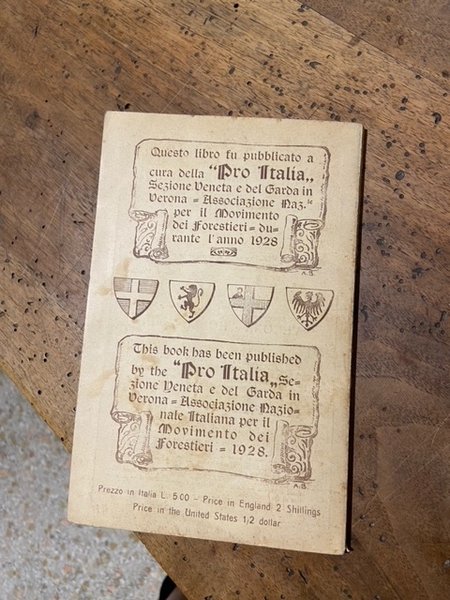 Questo libro fu pubblicato a
cura della "Pro Italia„
Sezione Veneta e del Garda in
Verona = Associazione Naz.ᵉ
per il Movimento
dei Forestieri = du-
rante l'anno 1928
A.B
This book has been published
by the "Pro Italia„ Se-
zione Veneta e del Garda in
Verona = Associazione Nazio-
nale Italiana per il
Movimento dei
Forestieri = 1928.
A.B
Prezzo in Italia L. 5.00 - Price in England 2 Shillings
Price in the United States 1/2 dollar